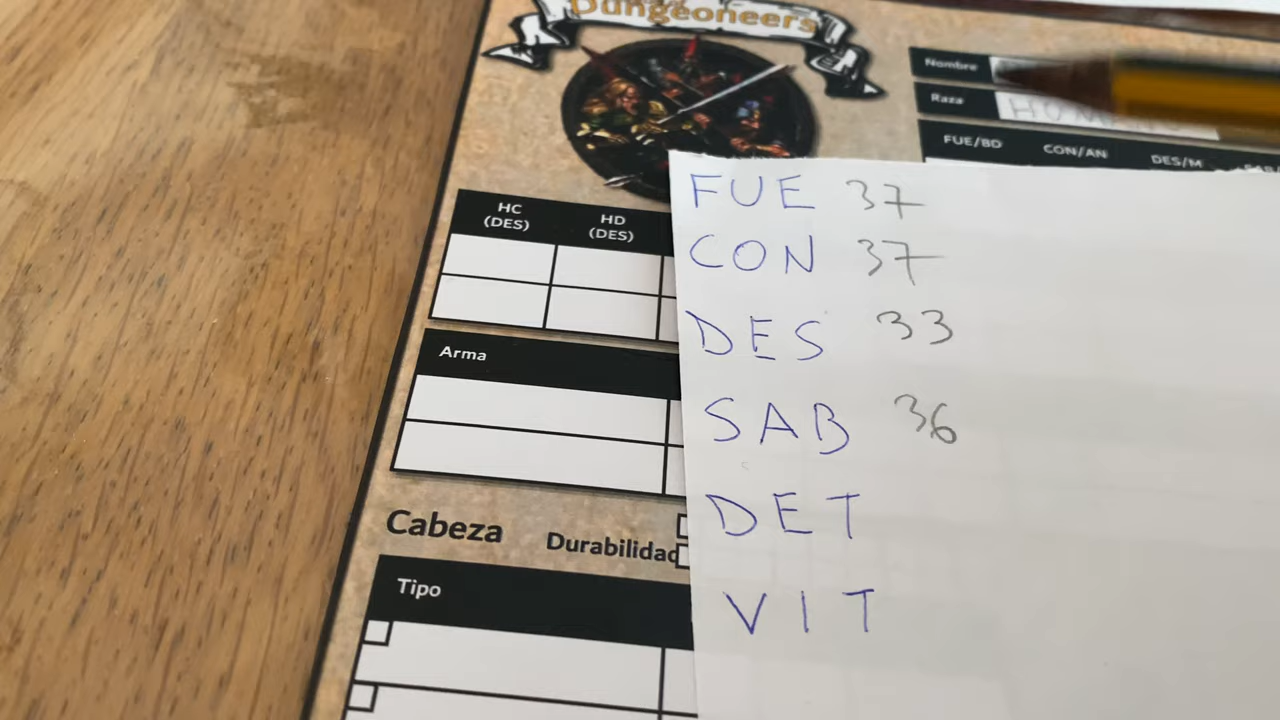 Dungeoneers
Nombre
Raza HUMANO
FUE/BD CON/AN DES/M
HC (DES) HD (DES)
Arma
Cabeza Durabilidad
Tipo
FUE 37
CON 37
DES 33
SAB 36
DET
VIT